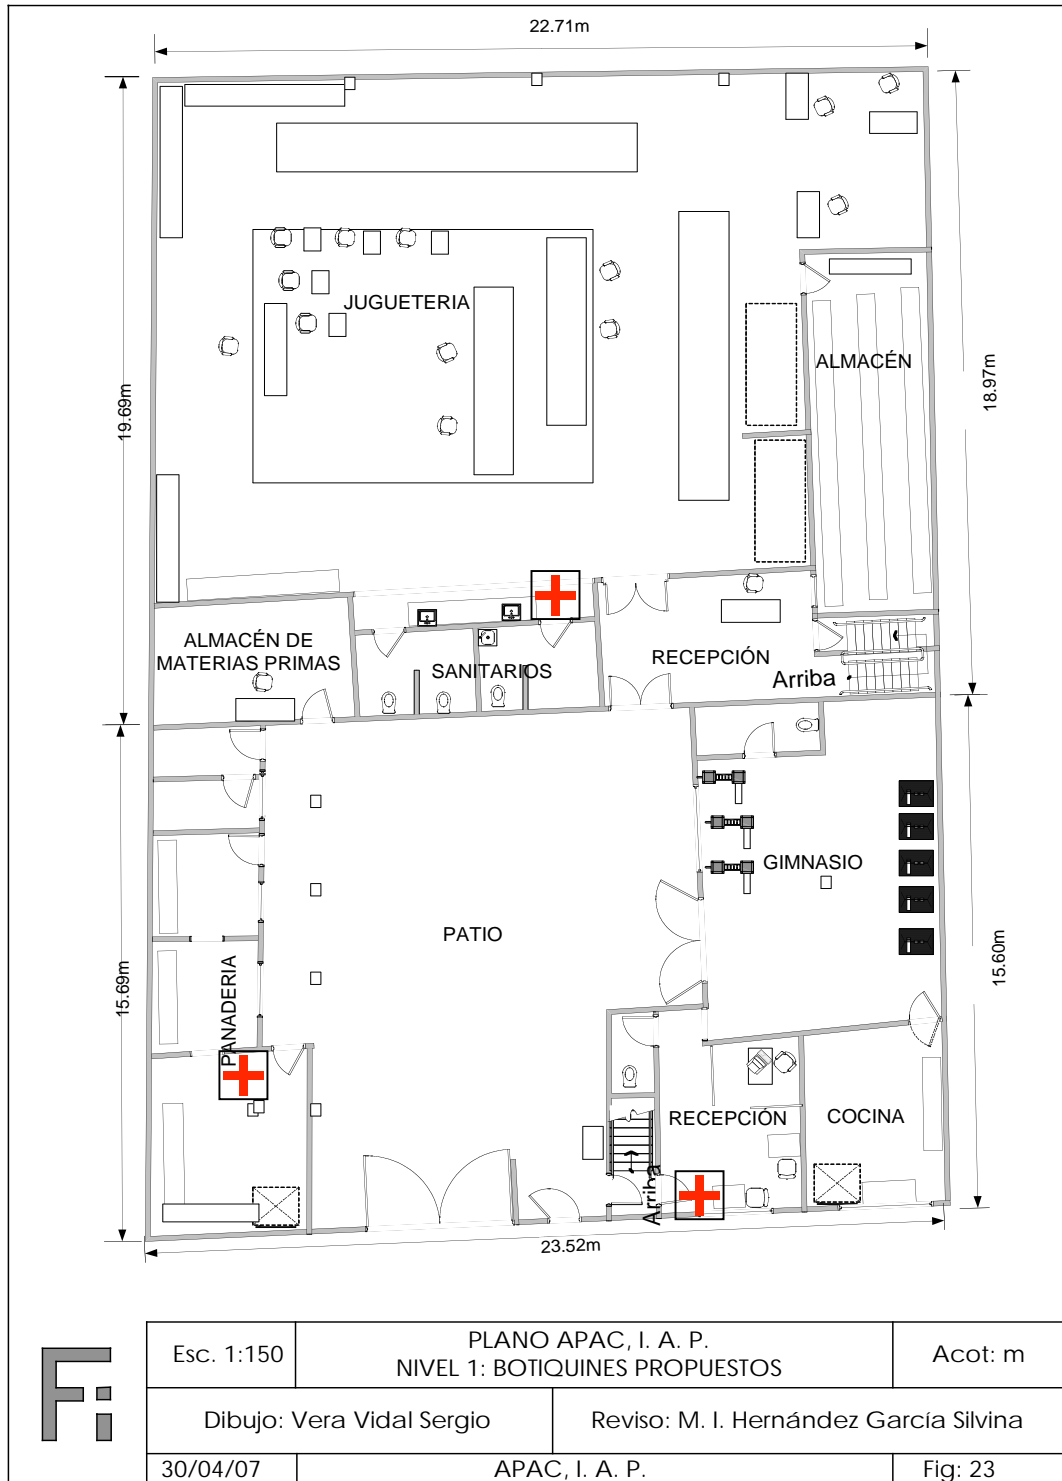 22.71m
19.69m
18.97m
JUGUETERIA
ALMACÉN
ALMACÉN DE
MATERIAS PRIMAS
SANITARIOS
RECEPCIÓN
Arriba
GIMNASIO
PATIO
15.69m
15.60m
PANADERIA
RECEPCIÓN
COCINA
Arriba
23.52m
Fi
Esc. 1:150
PLANO APAC, I. A. P.
NIVEL 1: BOTIQUINES PROPUESTOS
Acot: m
Dibujo: Vera Vidal Sergio
Reviso: M. I. Hernández García Silvina
30/04/07
APAC, I. A. P.
Fig: 23